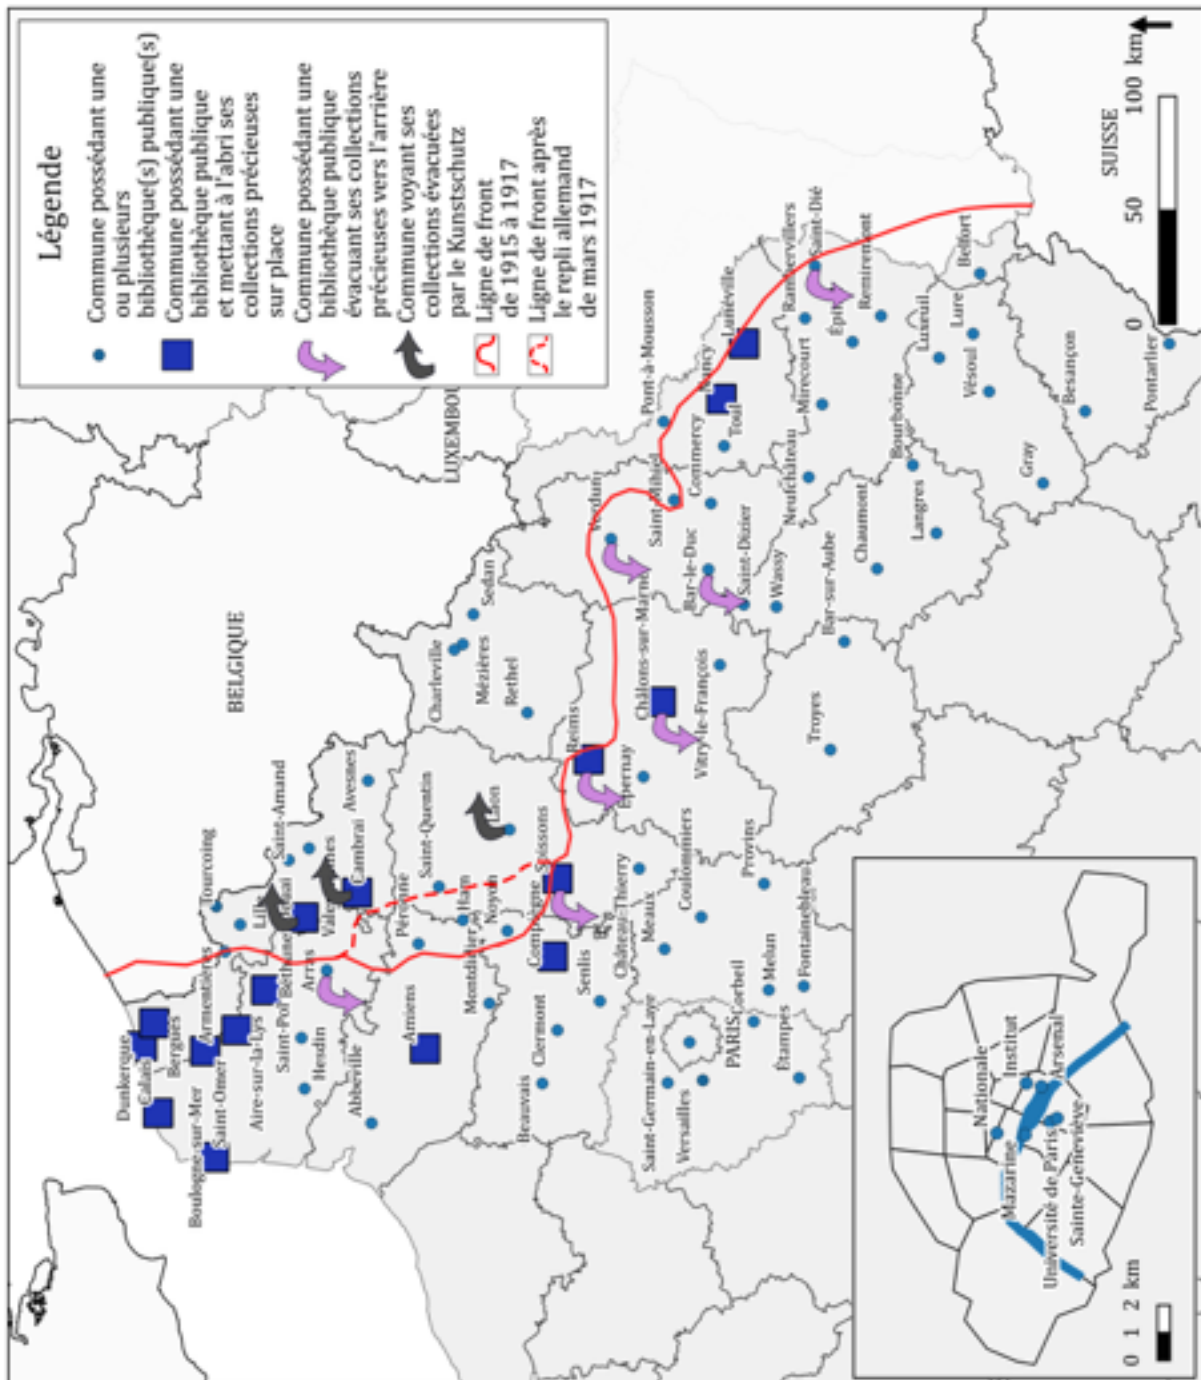 Légende
Commune possédant une
ou plusieurs
bibliothèque(s) publique(s)
Commune possédant une
bibliothèque publique
et mettant à l'abri ses
collections précieuses
sur place
Commune possédant une
bibliothèque publique
évacuant ses collections
précieuses vers l'arrière
Commune voyant ses
collections évacuées
par le Kunstschutz
Ligne de front
de 1915 à 1917
Ligne de front après
le repli allemand
de mars 1917
BELGIQUE
SUISSE
0 50 100 km
Dunkerque
Calais
Bergues
Boulogne-sur-Mer
Saint-Omer
Armentières
Aire-sur-la-Lys
Tourcoing
Saint-Amand
Béthune
Saint-Pol
Arras
Hesdin
Cambrai
Avesnes
Abbeville
Amiens
Péronne
Saint-Quentin
Ham
Montdidier
Noyon
Laon
Charleville
Mézières
Sedan
Rethel
Beauvais
Clermont
Compiègne
Soissons
Senlis
Château-Thierry
Reims
Épernay
Châlons-sur-Marne
Vitry-le-François
Verdun
Saint-Mihiel
Bar-le-Duc
Commercy
Pont-à-Mousson
Nancy
Toul
Lunéville
Saint-Germain-en-Laye
Versailles
PARIS
Meaux
Coulommiers
Corbeil
Melun
Provins
Étampes
Fontainebleau
Saint-Dizier
Wassy
Troyes
Bar-sur-Aube
Chaumont
Langres
Bourbonne
Neufchâteau
Mirecourt
Rambervillers
Saint-Dié
Remiremont
Luxeuil
Lure
Belfort
Vésoul
Gray
Besançon
Pontarlier
Nationale
Institut
Arsenal
Mazarine
Université de Paris
Sainte-Geneviève
0 1 2 km